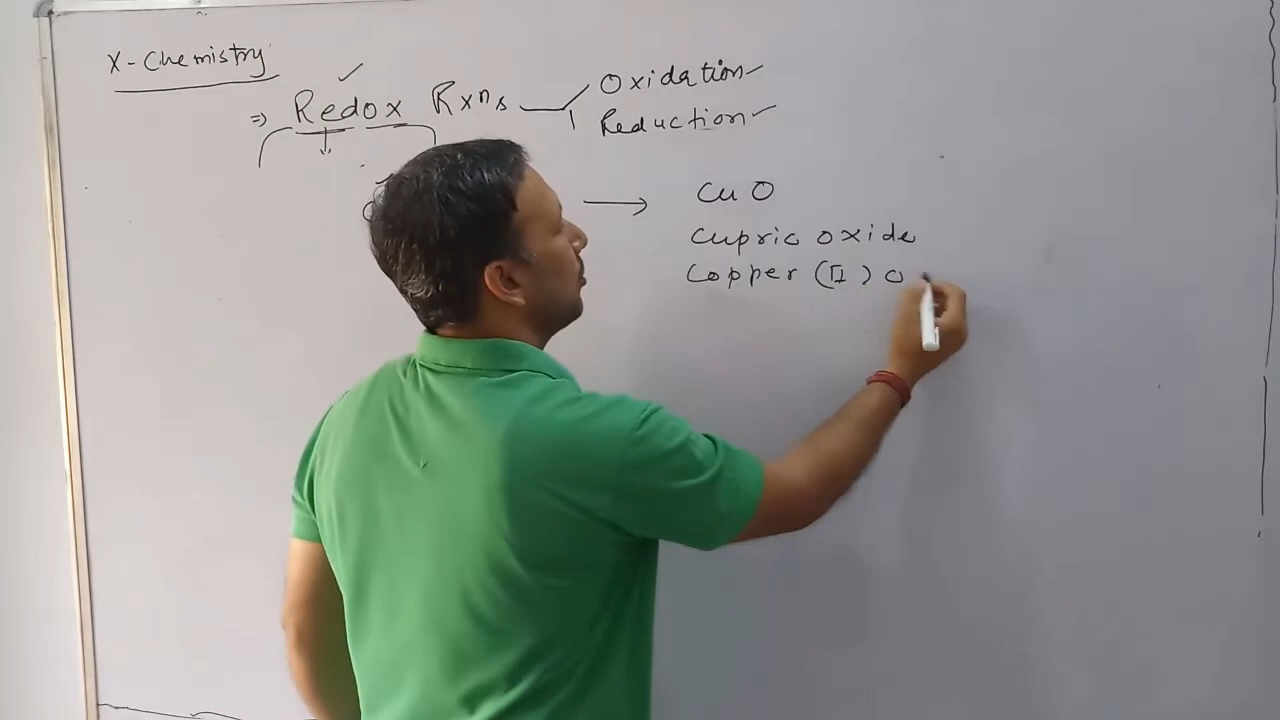 X - Chemistry
⇒ Redox Rxns Oxidation
Reduction
→ CuO
Cupric oxide
Copper (II) o